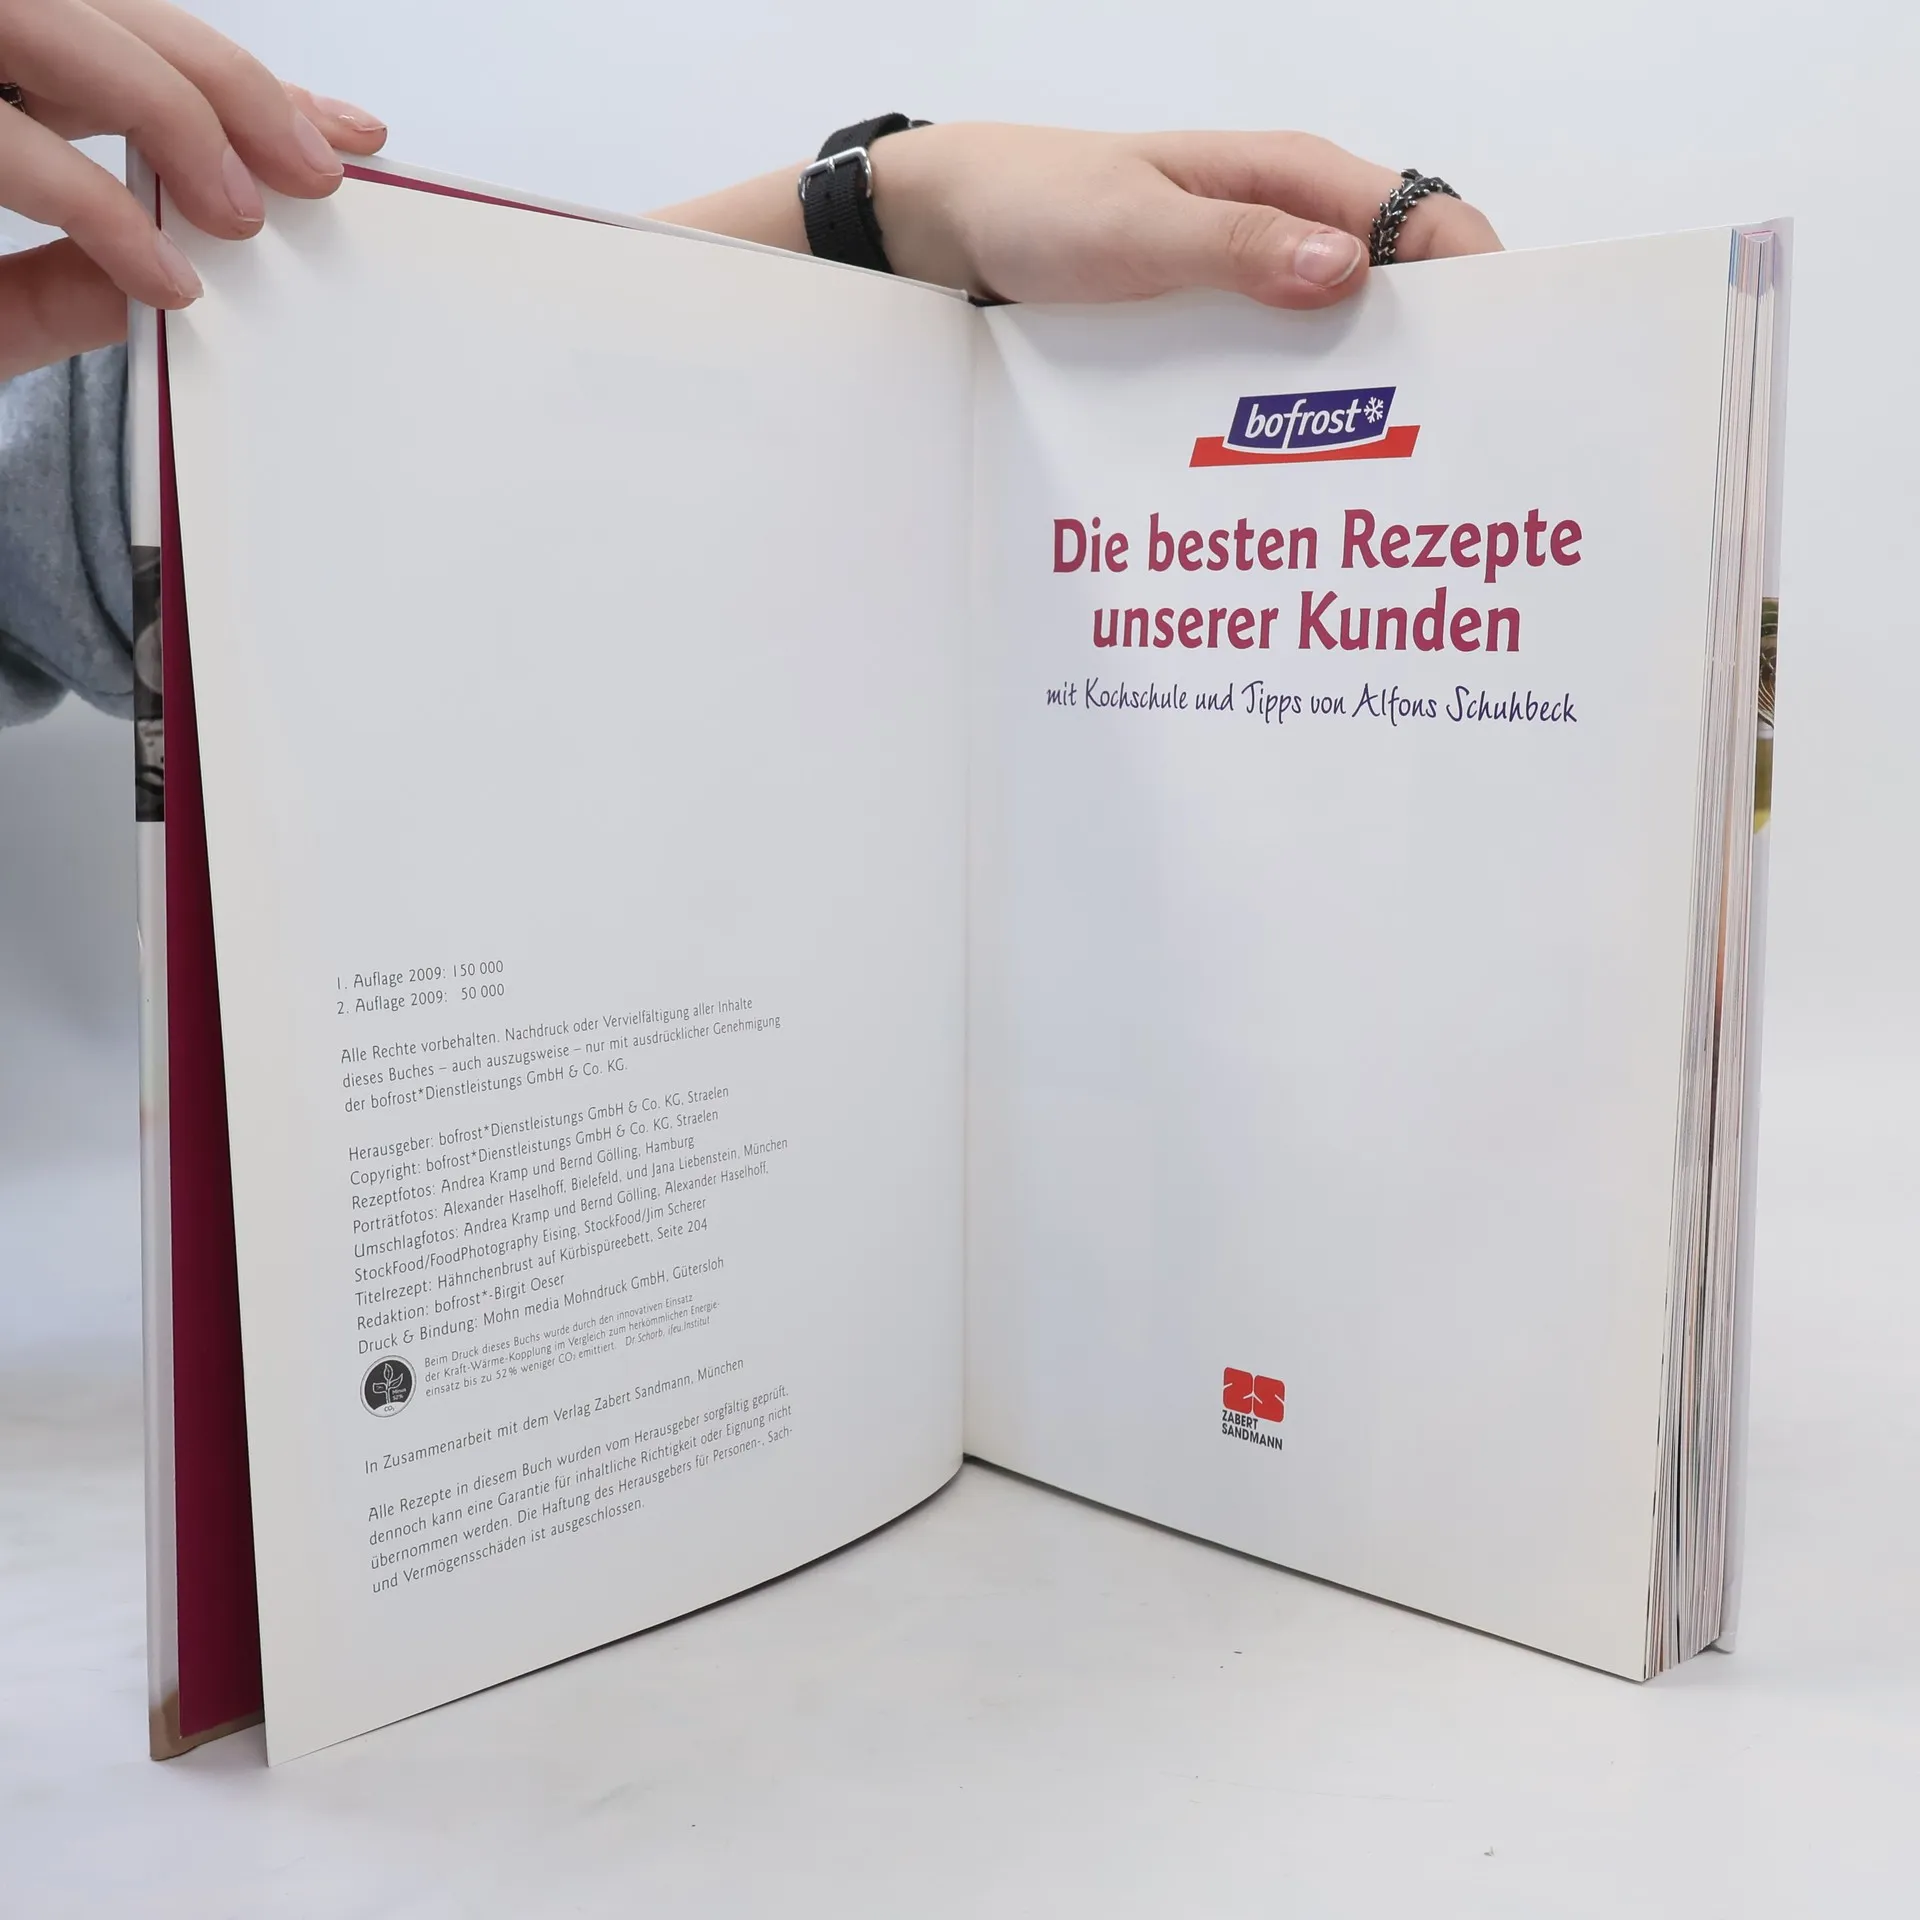 1. Auflage 2009: 150 000
2. Auflage 2009: 50 000
Alle Rechte vorbehalten. Nachdruck oder Vervielfältigung aller Inhalte
dieses Buches – auch auszugsweise – nur mit ausdrücklicher Genehmigung
der bofrost*Dienstleistungs GmbH & Co. KG.
Herausgeber: bofrost*Dienstleistungs GmbH & Co. KG, Straelen
Copyright: bofrost*Dienstleistungs GmbH & Co. KG, Straelen
Rezeptfotos: Andrea Kramp und Bernd Gölling, Hamburg
Porträtfotos: Alexander Haselhoff, Bielefeld, und Jana Liebenstein, München
Umschlagfotos: Andrea Kramp und Bernd Gölling, Alexander Haselhoff,
StockFood/FoodPhotography Eising, StockFood/Jim Scherer
Titelrezept: Hähnchenbrust auf Kürbispüreebett, Seite 204
Redaktion: bofrost*-Birgit Oeser
Druck & Bindung: Mohn media Mohndruck GmbH, Gütersloh
Beim Druck dieses Buchs wurde durch den innovativen Einsatz
der Kraft-Wärme-Kopplung im Vergleich zum herkömmlichen Energie-
einsatz bis zu 52% weniger CO₂ emittiert. Dr. Schorb, ifeu.Institut
Minus
52%
CO₂
In Zusammenarbeit mit dem Verlag Zabert Sandmann, München
Alle Rezepte in diesem Buch wurden vom Herausgeber sorgfältig geprüft,
dennoch kann eine Garantie für inhaltliche Richtigkeit oder Eignung nicht
übernommen werden. Die Haftung des Herausgebers für Personen-, Sach-
und Vermögensschäden ist ausgeschlossen.
bofrost*
Die besten Rezepte
unserer Kunden
mit Kochschule und Tipps von Alfons Schuhbeck
ZS
ZABERT
SANDMANN